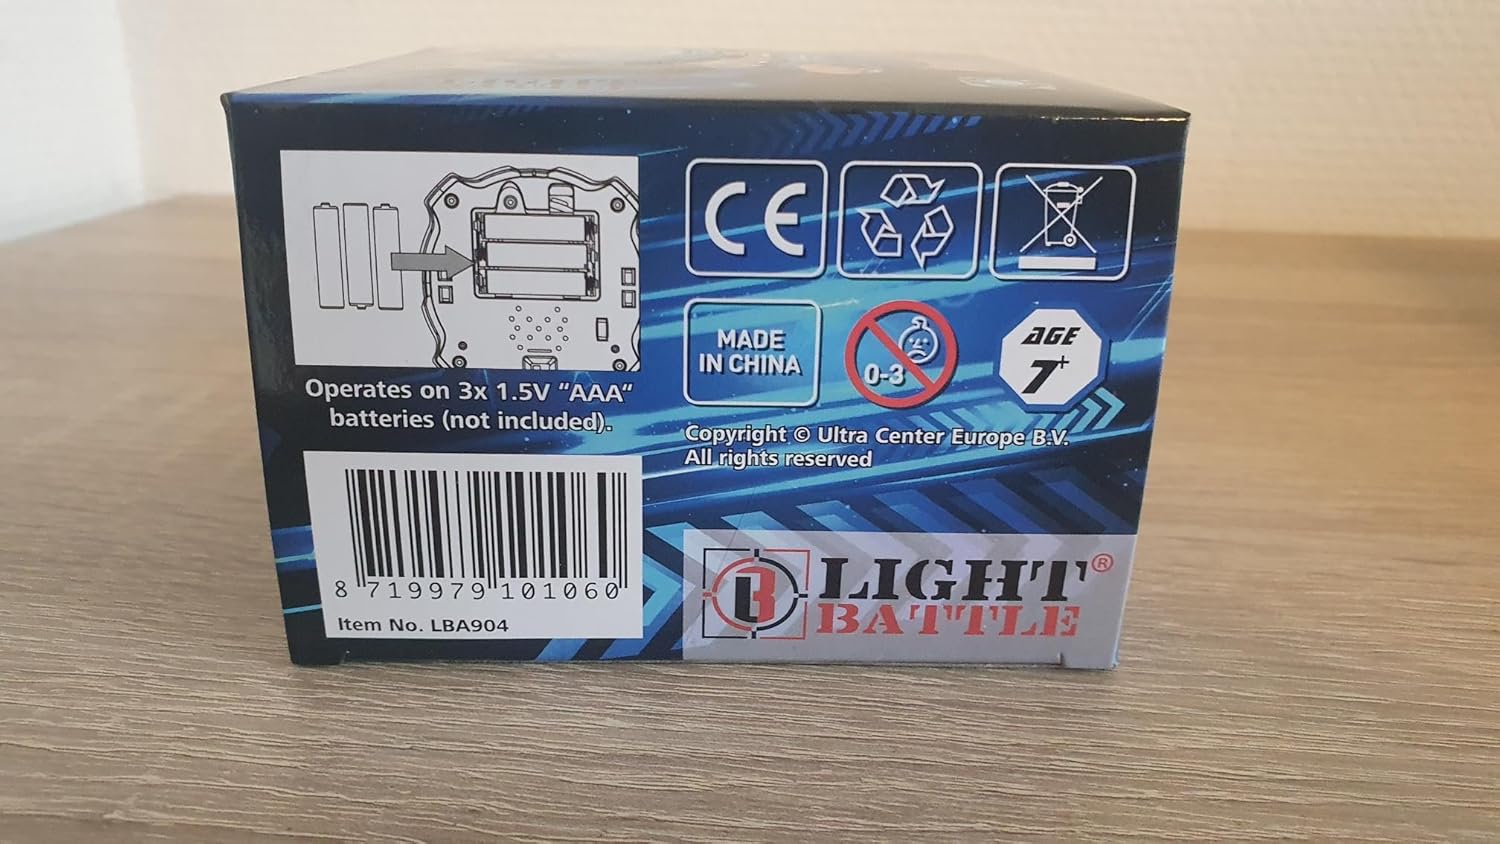 Operates on 3x 1.5V “AAA“
batteries (not included).
8 719979 101060
Item No. LBA904
CE
MADE
IN CHINA
0-3
AGE
7+
Copyright © Ultra Center Europe B.V.
All rights reserved
LB
LIGHT®
BATTLE